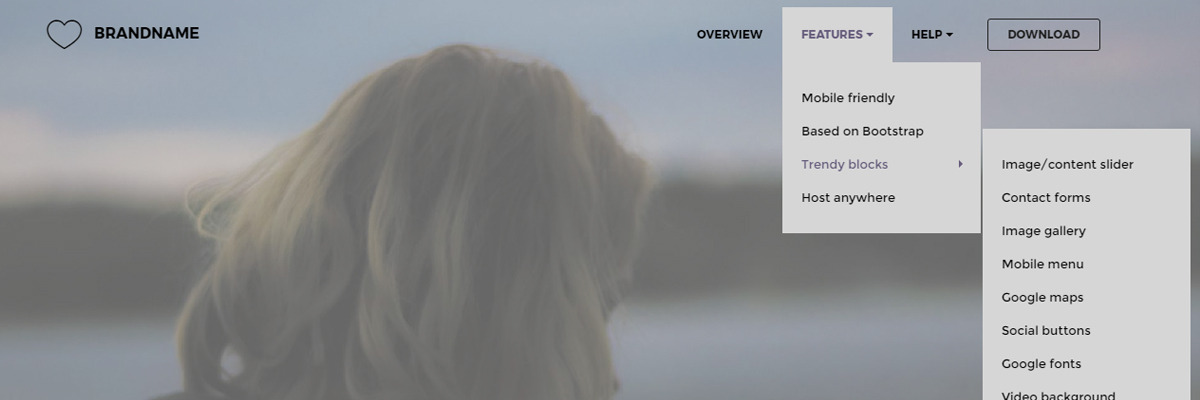 BRANDNAME
OVERVIEW FEATURES HELP DOWNLOAD
Mobile friendly
Based on Bootstrap
Trendy blocks
Host anywhere
Image/content slider
Contact forms
Image gallery
Mobile menu
Google maps
Social buttons
Google fonts
Video background